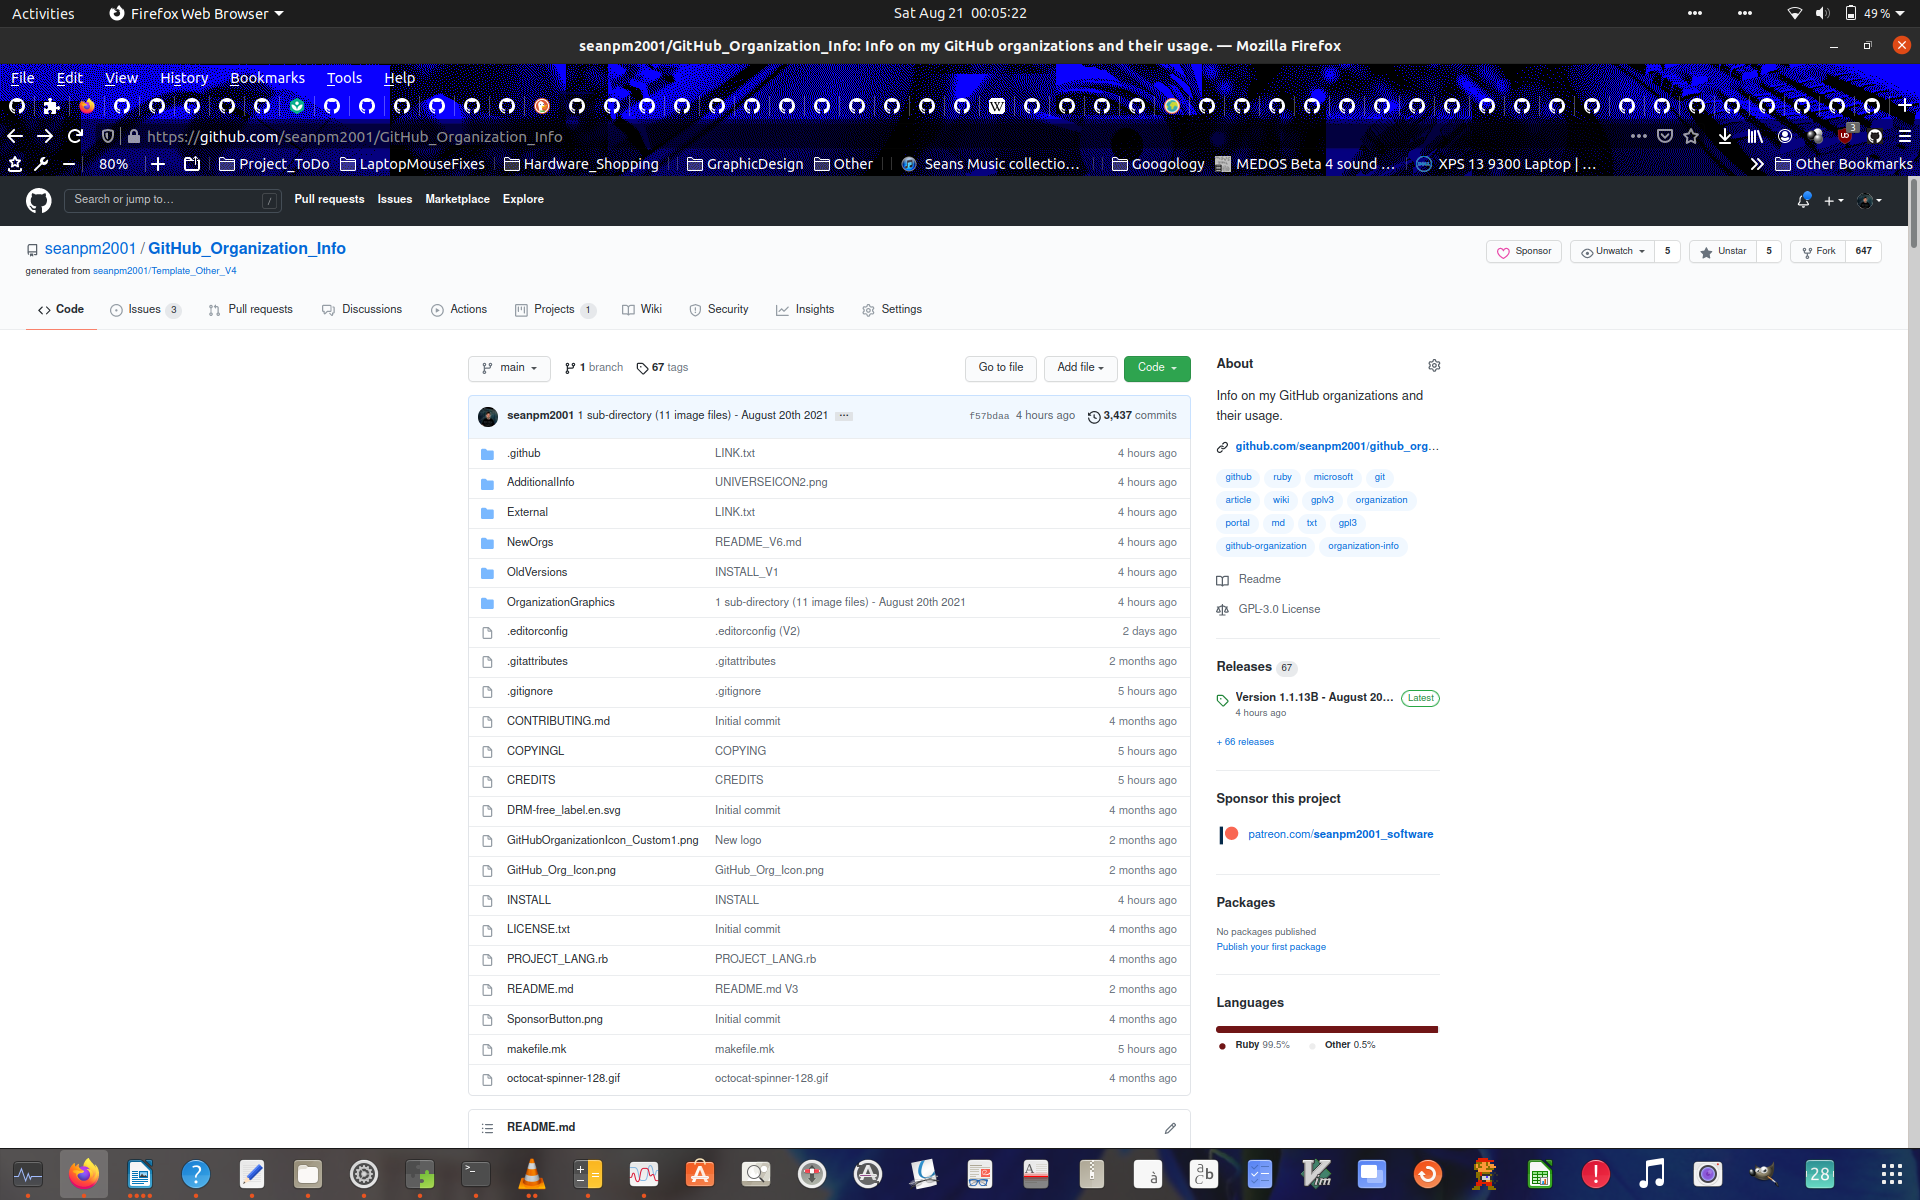 Activities Firefox Web Browser Sat Aug 21 00:05:22 49 %
seanpm2001/GitHub_Organization_Info: Info on my GitHub organizations and their usage. — Mozilla Firefox
File Edit View History Bookmarks Tools Help
https://github.com/seanpm2001/GitHub_Organization_Info 3
80% Project_ToDo LaptopMouseFixes Hardware_Shopping GraphicDesign Other Seans Music collectio… Googology MEDOS Beta 4 sound … XPS 13 9300 Laptop | … Other Bookmarks
Search or jump to… / Pull requests Issues Marketplace Explore
seanpm2001 / GitHub_Organization_Info Sponsor Unwatch 5 Unstar 5 Fork 647
generated from seanpm2001/Template_Other_V4
Code Issues 3 Pull requests Discussions Actions Projects 1 Wiki Security Insights Settings
main 1 branch 67 tags Go to file Add file Code
seanpm2001 1 sub-directory (11 image files) - August 20th 2021 ... f57bdaa 4 hours ago 3,437 commits
.github LINK.txt 4 hours ago
AdditionalInfo UNIVERSEICON2.png 4 hours ago
External LINK.txt 4 hours ago
NewOrgs README_V6.md 4 hours ago
OldVersions INSTALL_V1 4 hours ago
OrganizationGraphics 1 sub-directory (11 image files) - August 20th 2021 4 hours ago
.editorconfig .editorconfig (V2) 2 days ago
.gitattributes .gitattributes 2 months ago
.gitignore .gitignore 5 hours ago
CONTRIBUTING.md Initial commit 4 months ago
COPYINGL COPYING 5 hours ago
CREDITS CREDITS 5 hours ago
DRM-free_label.en.svg Initial commit 4 months ago
GitHubOrganizationIcon_Custom1.png New logo 2 months ago
GitHub_Org_Icon.png GitHub_Org_Icon.png 2 months ago
INSTALL INSTALL 4 hours ago
LICENSE.txt Initial commit 4 months ago
PROJECT_LANG.rb PROJECT_LANG.rb 4 months ago
README.md README.md V3 2 months ago
SponsorButton.png Initial commit 4 months ago
makefile.mk makefile.mk 5 hours ago
octocat-spinner-128.gif octocat-spinner-128.gif 4 months ago
README.md
About
Info on my GitHub organizations and
their usage.
github.com/seanpm2001/github_org…
github ruby microsoft git
article wiki gplv3 organization
portal md txt gpl3
github-organization organization-info
Readme
GPL-3.0 License
Releases 67
Version 1.1.13B - August 20… Latest
4 hours ago
+ 66 releases
Sponsor this project
patreon.com/seanpm2001_software
Packages
No packages published
Publish your first package
Languages
Ruby 99.5% Other 0.5%
28